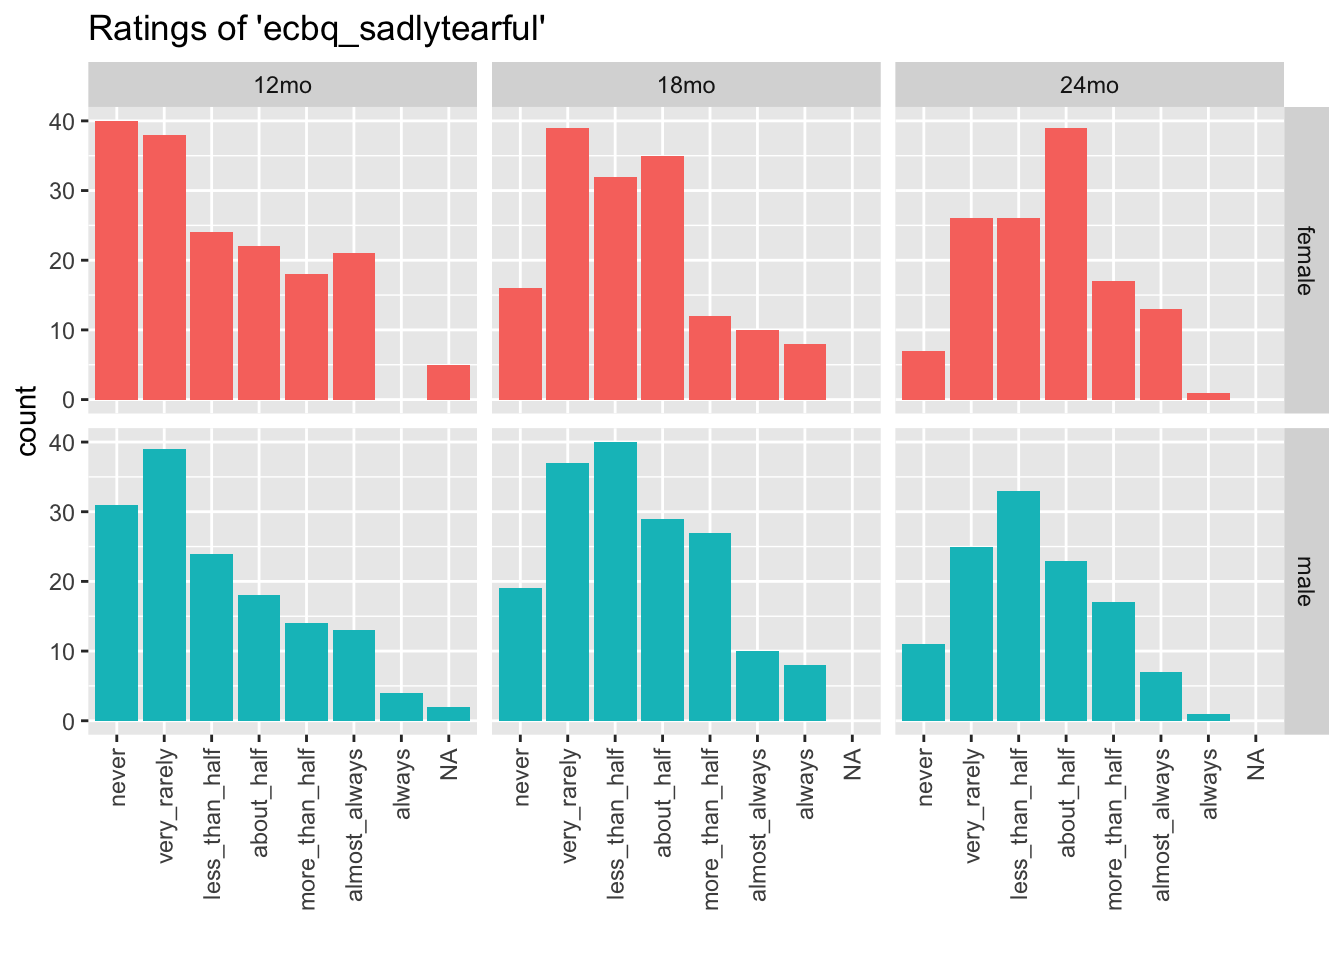 Ratings of 'ecbq_sadlytearful'
12mo 18mo 24mo
count
40
30
20
10
0
female
40
30
20
10
0
male
never very_rarely less_than_half about_half more_than_half almost_always always NA
never very_rarely less_than_half about_half more_than_half almost_always always NA
never very_rarely less_than_half about_half more_than_half almost_always always NA